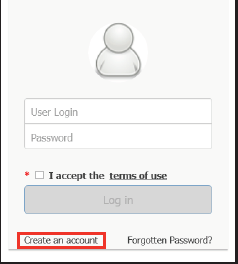 User Login
Password
* I accept the terms of use
Log in
Create an account Forgotten Password?